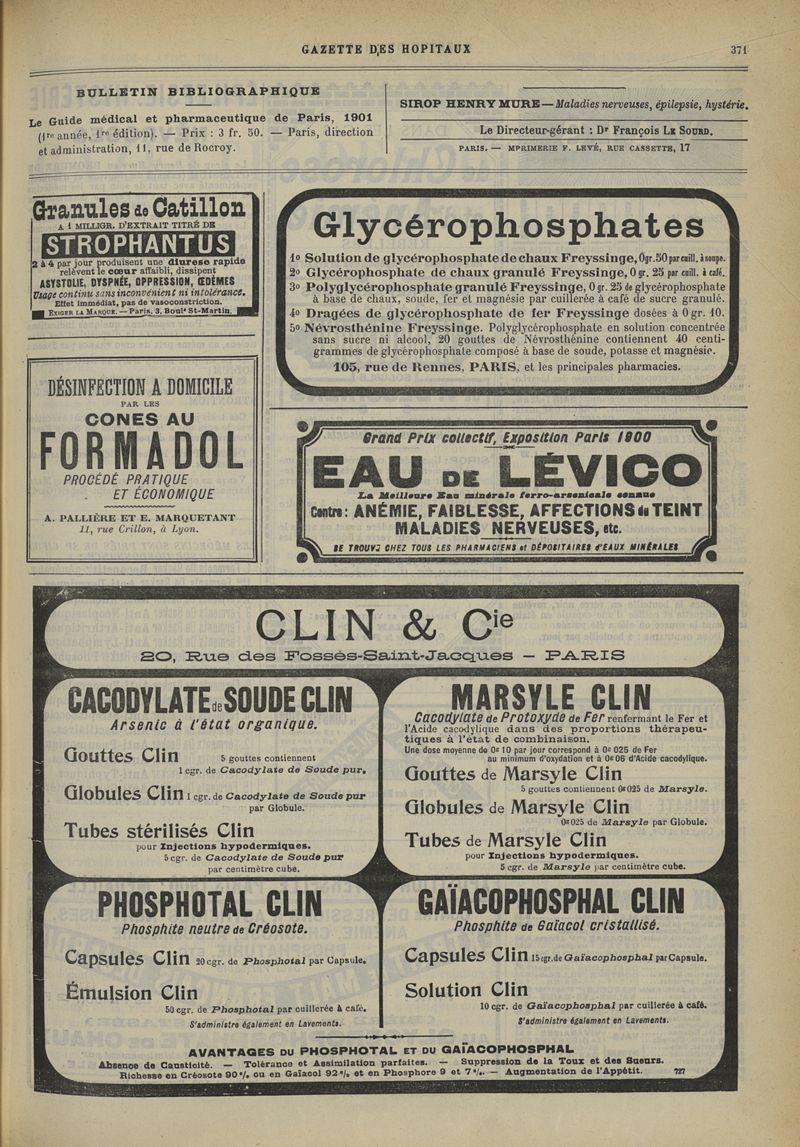 GAZETTE DES HOPITAUX 371
BULLETIN BIBLIOGRAPHIQUE
Le Guide médical et pharmaceutique de Paris, 1901
(1re année, 1re édition). — Prix : 3 fr. 50. — Paris, direction
et administration, 11, rue de Rocroy.
SIROP HENRY MURE — Maladies nerveuses, épilepsie, hystérie.
Le Directeur-gérant : Dr François Le Sourd.
PARIS. — MPRIMERIE F. LEVÉ, RUE CASSETTE, 17
Granules de Catillon
A 1 MILLIGR. D'EXTRAIT TITRÉ DE
STROPHANTUS
2 à 4 par jour produisent une diurese rapide
relèvent le cœur affaibli, dissipent
ASYSTOLIE, DYSPNÉE, OPPRESSION, ŒDÈMES
Usage continu sans inconvénient ni intolérance.
Effet immédiat, pas de vasoconstriction.
EXIGER LA MARQUE. — Paris, 3, Boulᵈ St-Martin.
Glycérophosphates
1º Solution de glycérophosphate de chaux Freyssinge, 0 gr. 50 par cuill. à soupe.
2º Glycérophosphate de chaux granulé Freyssinge, 0 gr. 25 par cuill. à café.
3º Polyglycérophosphate granulé Freyssinge, 0 gr. 25 de glycérophosphate
à base de chaux, soude, fer et magnésie par cuillerée à café de sucre granulé.
4º Dragées de glycérophosphate de fer Freyssinge dosées à 0 gr. 10.
5º Névrosthénine Freyssinge. Polyglycérophosphate en solution concentrée
sans sucre ni alcool, 20 gouttes de Névrosthénine contiennent 40 centi-
grammes de glycérophosphate composé à base de soude, potasse et magnésie.
105, rue de Rennes, PARIS, et les principales pharmacies.
DÉSINFECTION A DOMICILE
PAR LES
CONES AU
FORMADOL
PROCÉDÉ PRATIQUE
ET ÉCONOMIQUE
A. PALLIÈRE ET E. MARQUETANT
11, rue Crillon, à Lyon.
Grand Prix collectif, Exposition Paris 1900
EAU DE LÉVICO
La Meilleure Eau minérale ferro-arsenicale connue
Contre : ANÉMIE, FAIBLESSE, AFFECTIONS du TEINT
MALADIES NERVEUSES, etc.
SE TROUVE CHEZ TOUS LES PHARMACIENS et DÉPOSITAIRES d'EAUX MINÉRALES
CLIN & Cie
20, Rue des Fossés-Saint-Jacques — PARIS
CACODYLATE de SOUDE CLIN
Arsenic à l'état organique.
Gouttes Clin 5 gouttes contiennent
1 cgr. de Cacodylate de Soude pur.
Globules Clin 1 cgr. de Cacodylate de Soude pur
par Globule.
Tubes stérilisés Clin
pour Injections hypodermiques.
5 cgr. de Cacodylate de Soude pur
par centimètre cube.
MARSYLE CLIN
Cacodylate de Protoxyde de Fer renfermant le Fer et
l'Acide cacodylique dans des proportions thérapeu-
tiques à l'état de combinaison.
Une dose moyenne de 0g10 par jour correspond à 0g025 de Fer
au minimum d'oxydation et à 0g06 d'Acide cacodylique.
Gouttes de Marsyle Clin
5 gouttes contiennent 0g025 de Marsyle.
Globules de Marsyle Clin
0g025 de Marsyle par Globule.
Tubes de Marsyle Clin
pour Injections hypodermiques.
5 cgr. de Marsyle par centimètre cube.
PHOSPHOTAL CLIN
Phosphite neutre de Créosote.
Capsules Clin 20 cgr. de Phosphotal par Capsule.
Émulsion Clin
50 cgr. de Phosphotal par cuillerée à café.
S'administre également en Lavements.
GAÏACOPHOSPHAL CLIN
Phosphite de Gaïacol cristallisé.
Capsules Clin 15 cgr. de Gaïacophosphal par Capsule.
Solution Clin
10 cgr. de Gaïacophosphal par cuillerée à café.
S'administre également en Lavements.
AVANTAGES DU PHOSPHOTAL ET DU GAÏACOPHOSPHAL
Absence de Causticité. — Tolérance et Assimilation parfaites. — Suppression de la Toux et des Sueurs.
Richesse en Créosote 90 % ou en Gaïacol 92 % et en Phosphore 9 et 7 %. — Augmentation de l'Appétit. 727